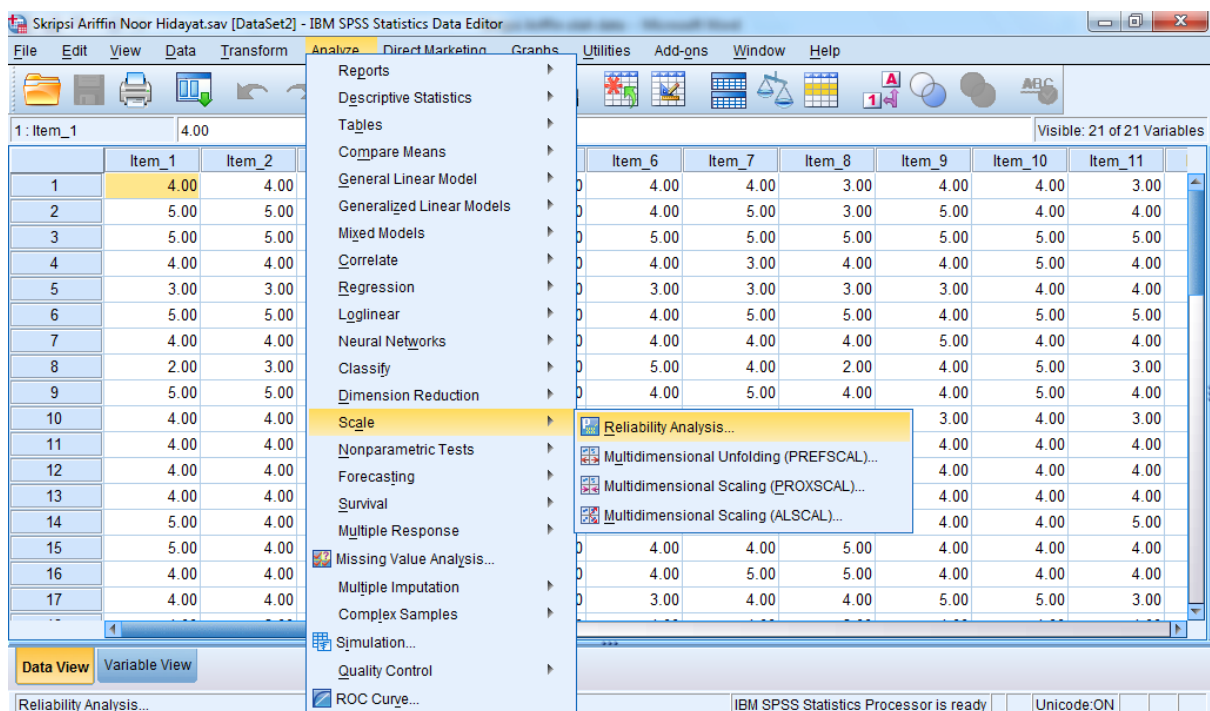 Skripsi Ariffin Noor Hidayat.sav [DataSet2] - IBM SPSS Statistics Data Editor
File Edit View Data Transform Analyze Direct Marketing Graphs Utilities Add-ons Window Help
1 : Item_1 4.00 Visible: 21 of 21 Variables
Item_1 Item_2 Item_6 Item_7 Item_8 Item_9 Item_10 Item_11
1 4.00 4.00 4.00 4.00 3.00 4.00 4.00 3.00
2 5.00 5.00 4.00 5.00 3.00 5.00 4.00 4.00
3 5.00 5.00 5.00 5.00 5.00 5.00 5.00 5.00
4 4.00 4.00 4.00 3.00 4.00 4.00 5.00 4.00
5 3.00 3.00 3.00 3.00 3.00 3.00 4.00 4.00
6 5.00 5.00 5.00 5.00 5.00 4.00 5.00 5.00
7 4.00 4.00 4.00 4.00 4.00 5.00 4.00 4.00
8 2.00 3.00 5.00 4.00 2.00 4.00 5.00 3.00
9 5.00 5.00 4.00 5.00 4.00 4.00 5.00 4.00
10 4.00 4.00 3.00 4.00 3.00
11 4.00 4.00 4.00 4.00 4.00
12 4.00 4.00 4.00 4.00 4.00
13 4.00 4.00 4.00 4.00 4.00
14 5.00 4.00 4.00 4.00 5.00
15 5.00 4.00 4.00 4.00 5.00 4.00 4.00 4.00
16 4.00 4.00 4.00 5.00 5.00 4.00 4.00 4.00
17 4.00 4.00 3.00 4.00 4.00 5.00 5.00 3.00
Reports
Descriptive Statistics
Tables
Compare Means
General Linear Model
Generalized Linear Models
Mixed Models
Correlate
Regression
Loglinear
Neural Networks
Classify
Dimension Reduction
Scale
Nonparametric Tests
Forecasting
Survival
Multiple Response
Missing Value Analysis...
Multiple Imputation
Complex Samples
Simulation...
Quality Control
ROC Curve...
Reliability Analysis...
Multidimensional Unfolding (PREFSCAL)...
Multidimensional Scaling (PROXSCAL)...
Multidimensional Scaling (ALSCAL)...
Data View Variable View
Reliability Analysis... IBM SPSS Statistics Processor is ready Unicode:ON